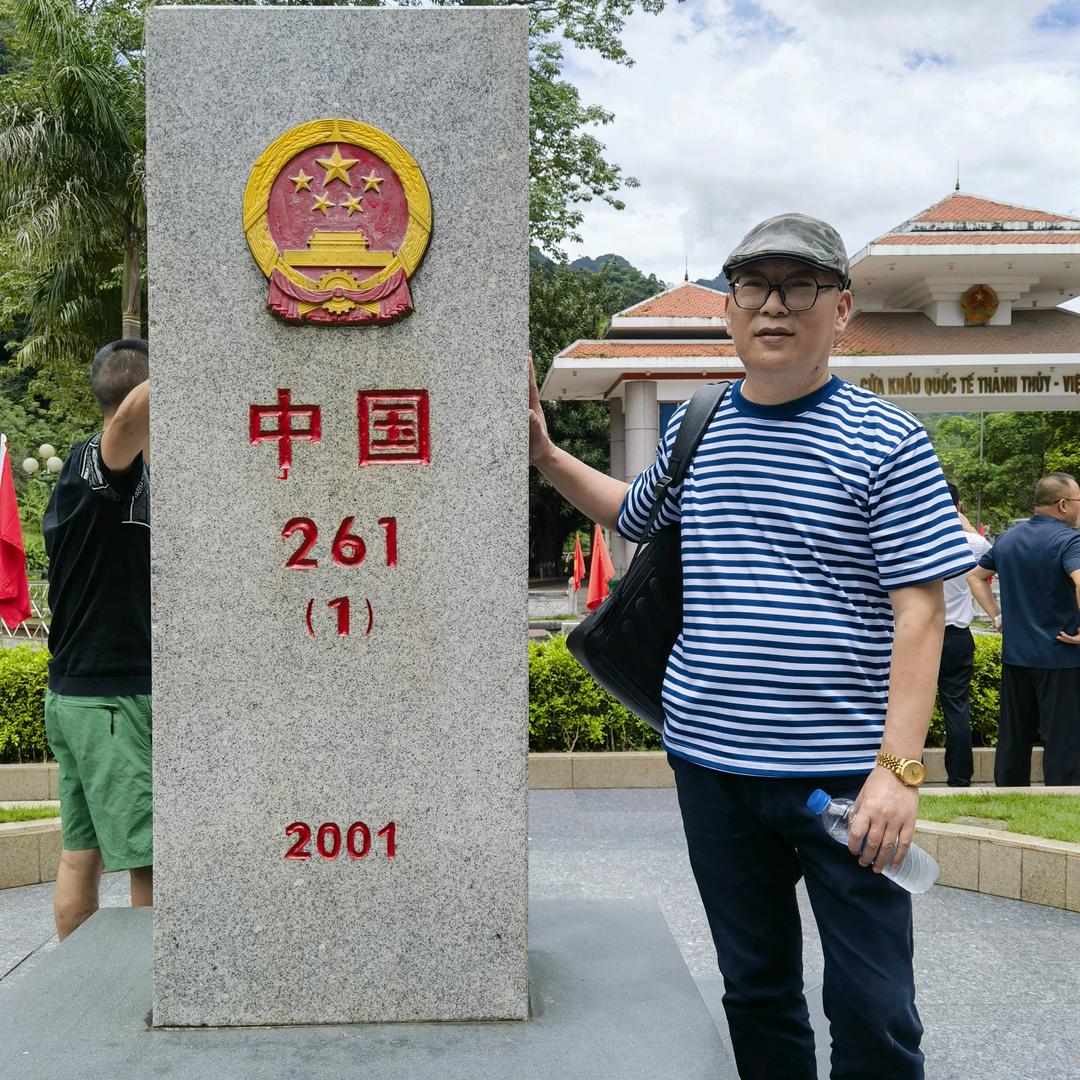 中国
261
(1)
2001
CỬA KHẨU QUỐC TẾ THANH THỦY - VIỆ